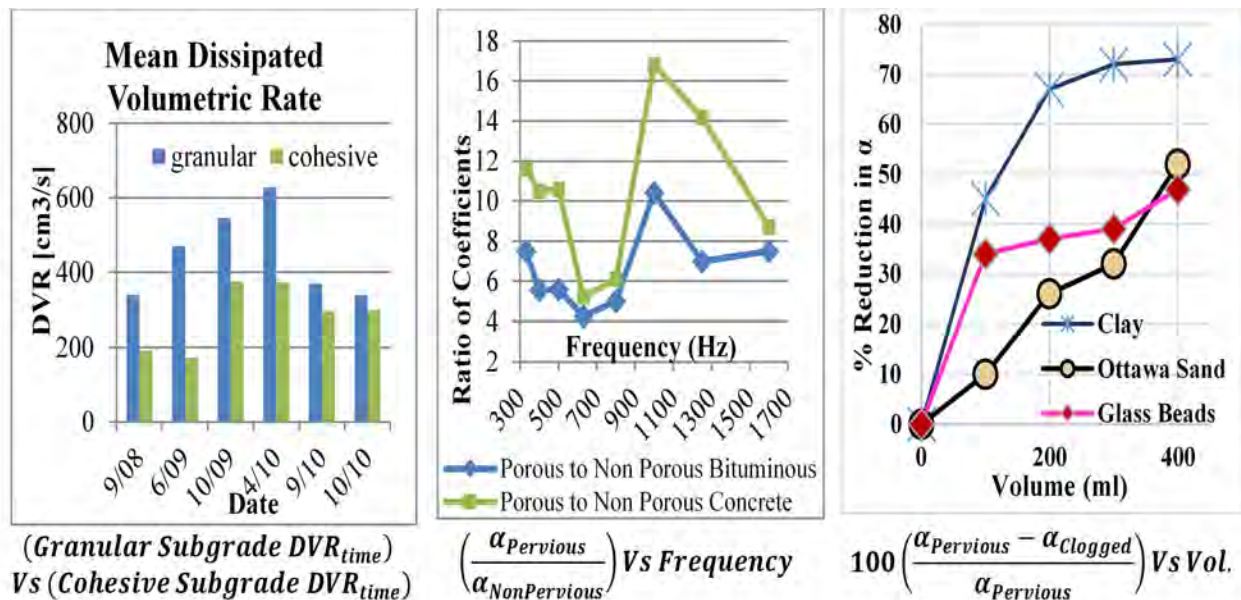 Mean Dissipated
Volumetric Rate
800
600
400
200
0
DVR [cm3/s]
granular cohesive
9/08 6/09 10/09 4/10 9/10 10/10
Date
(Granular Subgrade DVR_time)
Vs (Cohesive Subgrade DVR_time)
18
16
14
12
10
8
6
4
2
Ratio of Coefficients
Frequency (Hz)
300 500 700 900 1100 1300 1500 1700
Porous to Non Porous Bituminous
Porous to Non Porous Concrete
(α_Pervious / α_NonPervious) Vs Frequency
80
70
60
50
40
30
20
10
0
% Reduction in α
Clay
Ottawa Sand
Glass Beads
0 200 400
Volume (ml)
100 (α_Pervious − α_Clogged / α_Pervious) Vs Vol.